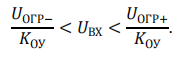 U_ОГР− / K_ОУ < U_ВХ < U_ОГР+ / K_ОУ.